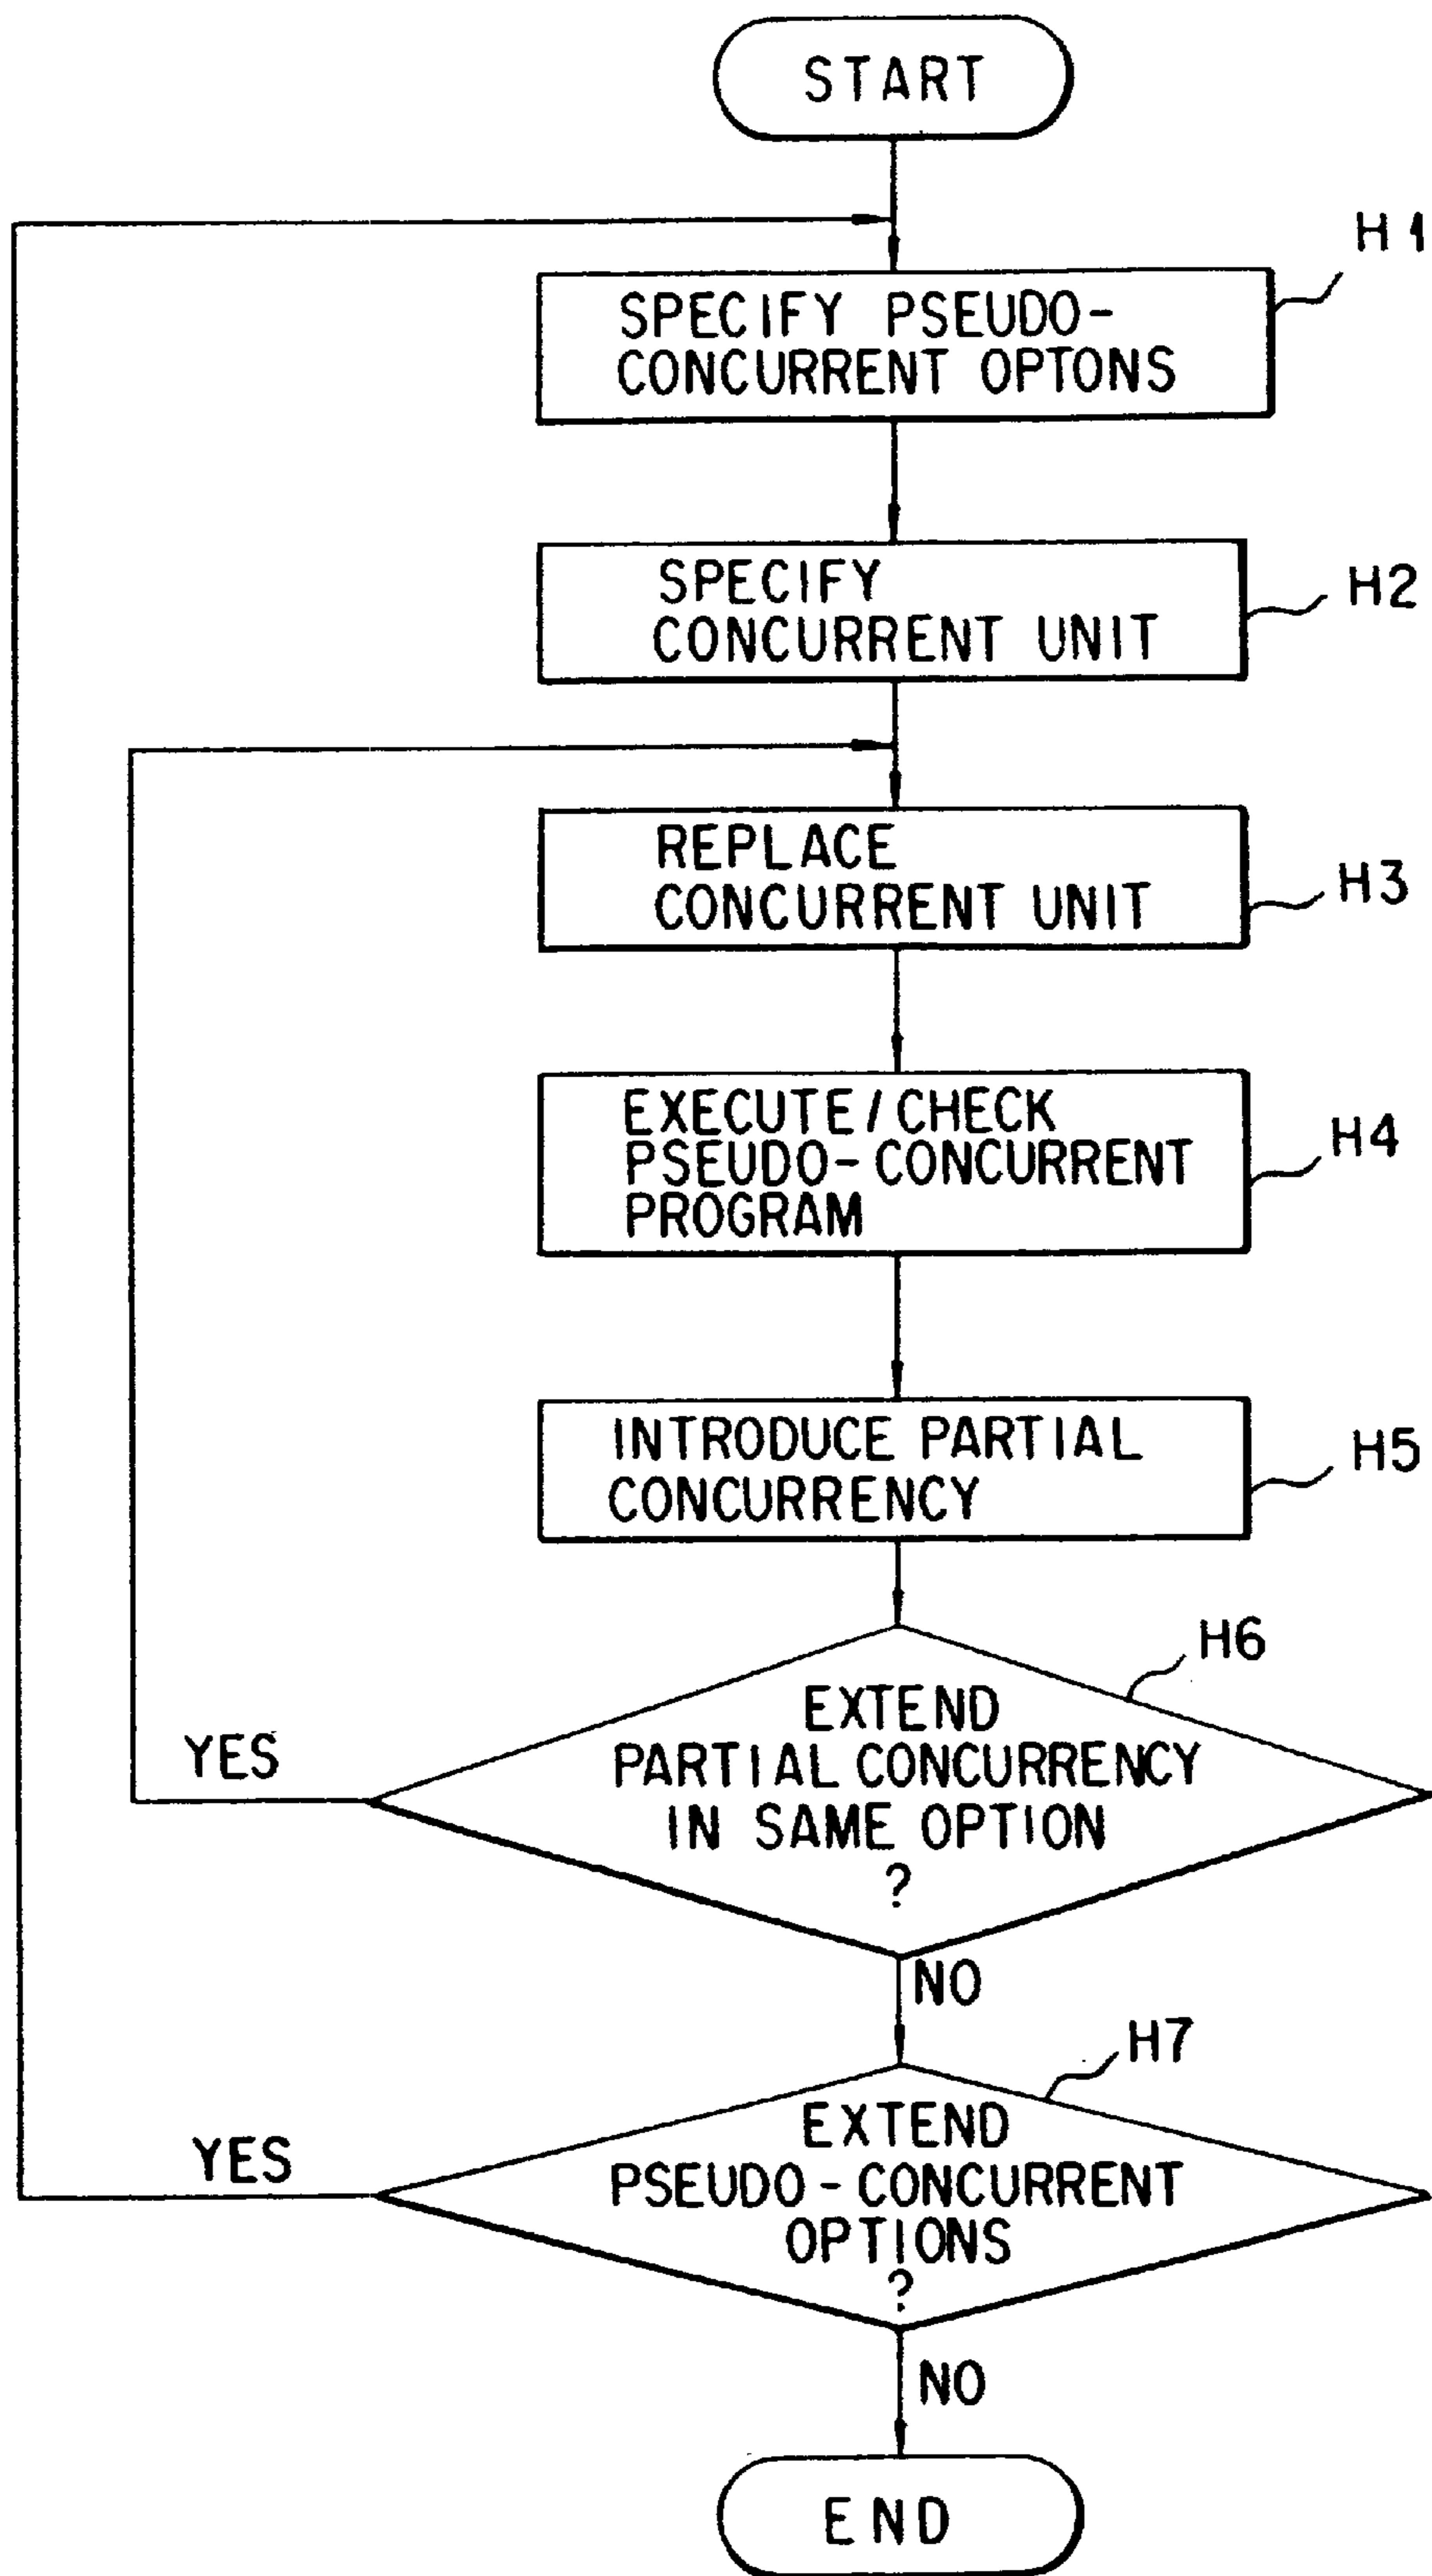 START
H1
SPECIFY PSEUDO-
CONCURRENT OPTONS
SPECIFY
CONCURRENT UNIT
H2
REPLACE
CONCURRENT UNIT
H3
EXECUTE/CHECK
PSEUDO-CONCURRENT
PROGRAM
H4
INTRODUCE PARTIAL
CONCURRENCY
H5
H6
EXTEND
PARTIAL CONCURRENCY
IN SAME OPTION
?
YES
NO
H7
EXTEND
PSEUDO-CONCURRENT
OPTIONS
?
YES
NO
END